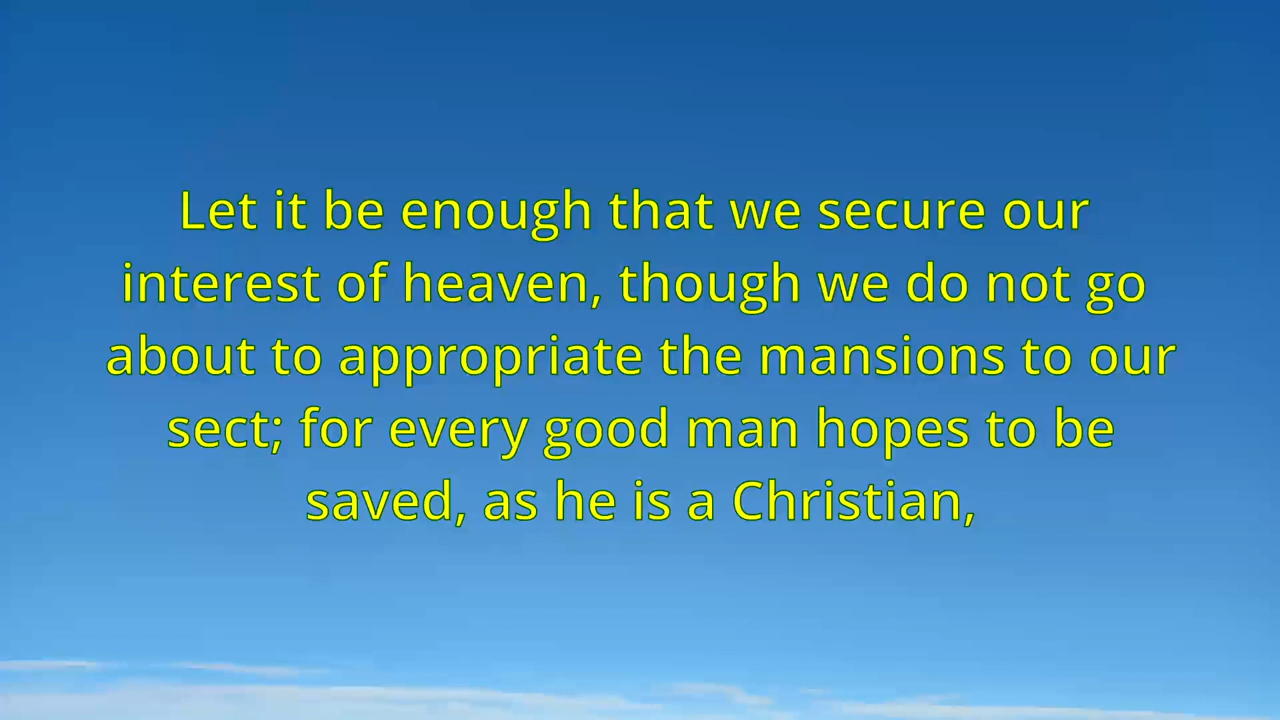 Let it be enough that we secure our
interest of heaven, though we do not go
about to appropriate the mansions to our
sect; for every good man hopes to be
saved, as he is a Christian,